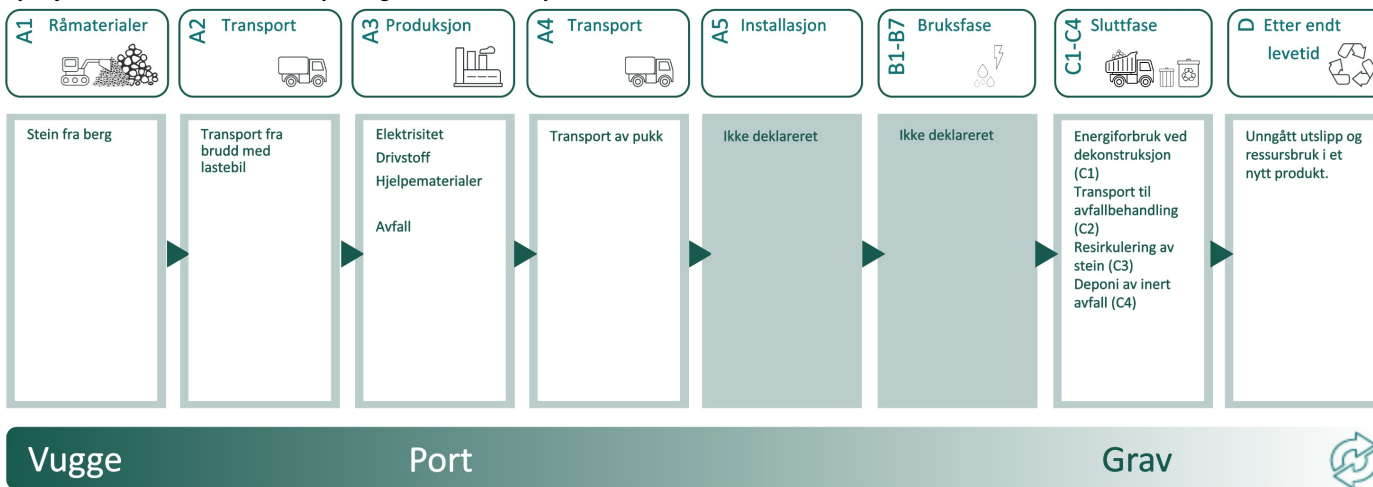 A1 Råmaterialer
A2 Transport
A3 Produksjon
A4 Transport
A5 Installasjon
B1-B7 Bruksfase
C1-C4 Sluttfase
D Etter endt
levetid
Stein fra berg
Transport fra
brudd med
lastebil
Elektrisitet
Drivstoff
Hjelpematerialer
Avfall
Transport av pukk
Ikke deklareret
Ikke deklareret
Energiforbruk ved
dekonstruksjon
(C1)
Transport til
avfallbehandling
(C2)
Resirkulering av
stein (C3)
Deponi av inert
avfall (C4)
Unngått utslipp og
ressursbruk i et
nytt produkt.
Vugge
Port
Grav